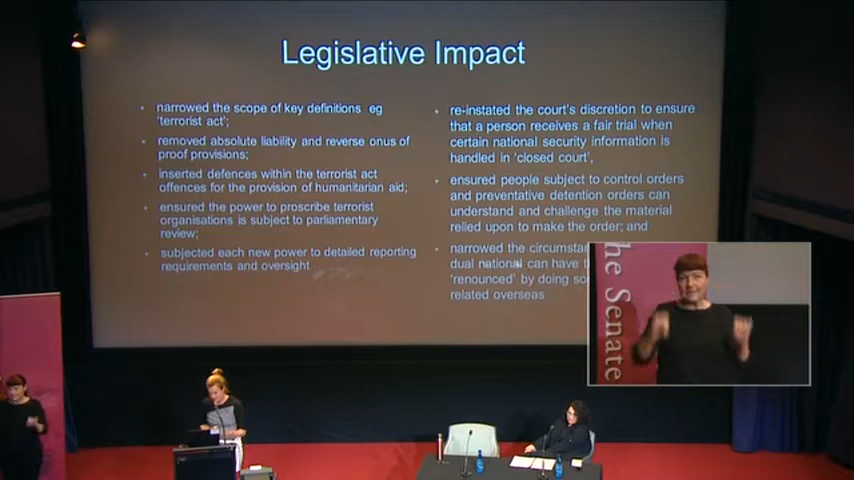 Legislative Impact
narrowed the scope of key definitions eg
'terrorist act';
removed absolute liability and reverse onus of
proof provisions;
inserted defences within the terrorist act
offences for the provision of humanitarian aid;
ensured the power to proscribe terrorist
organisations is subject to parliamentary
review;
subjected each new power to detailed reporting
requirements and oversight
re-instated the court's discretion to ensure
that a person receives a fair trial when
certain national security information is
handled in 'closed court',
ensured people subject to control orders
and preventative detention orders can
understand and challenge the material
relied upon to make the order; and
narrowed the
dual national can have
'renounced' by doing
related overseas
the Senate